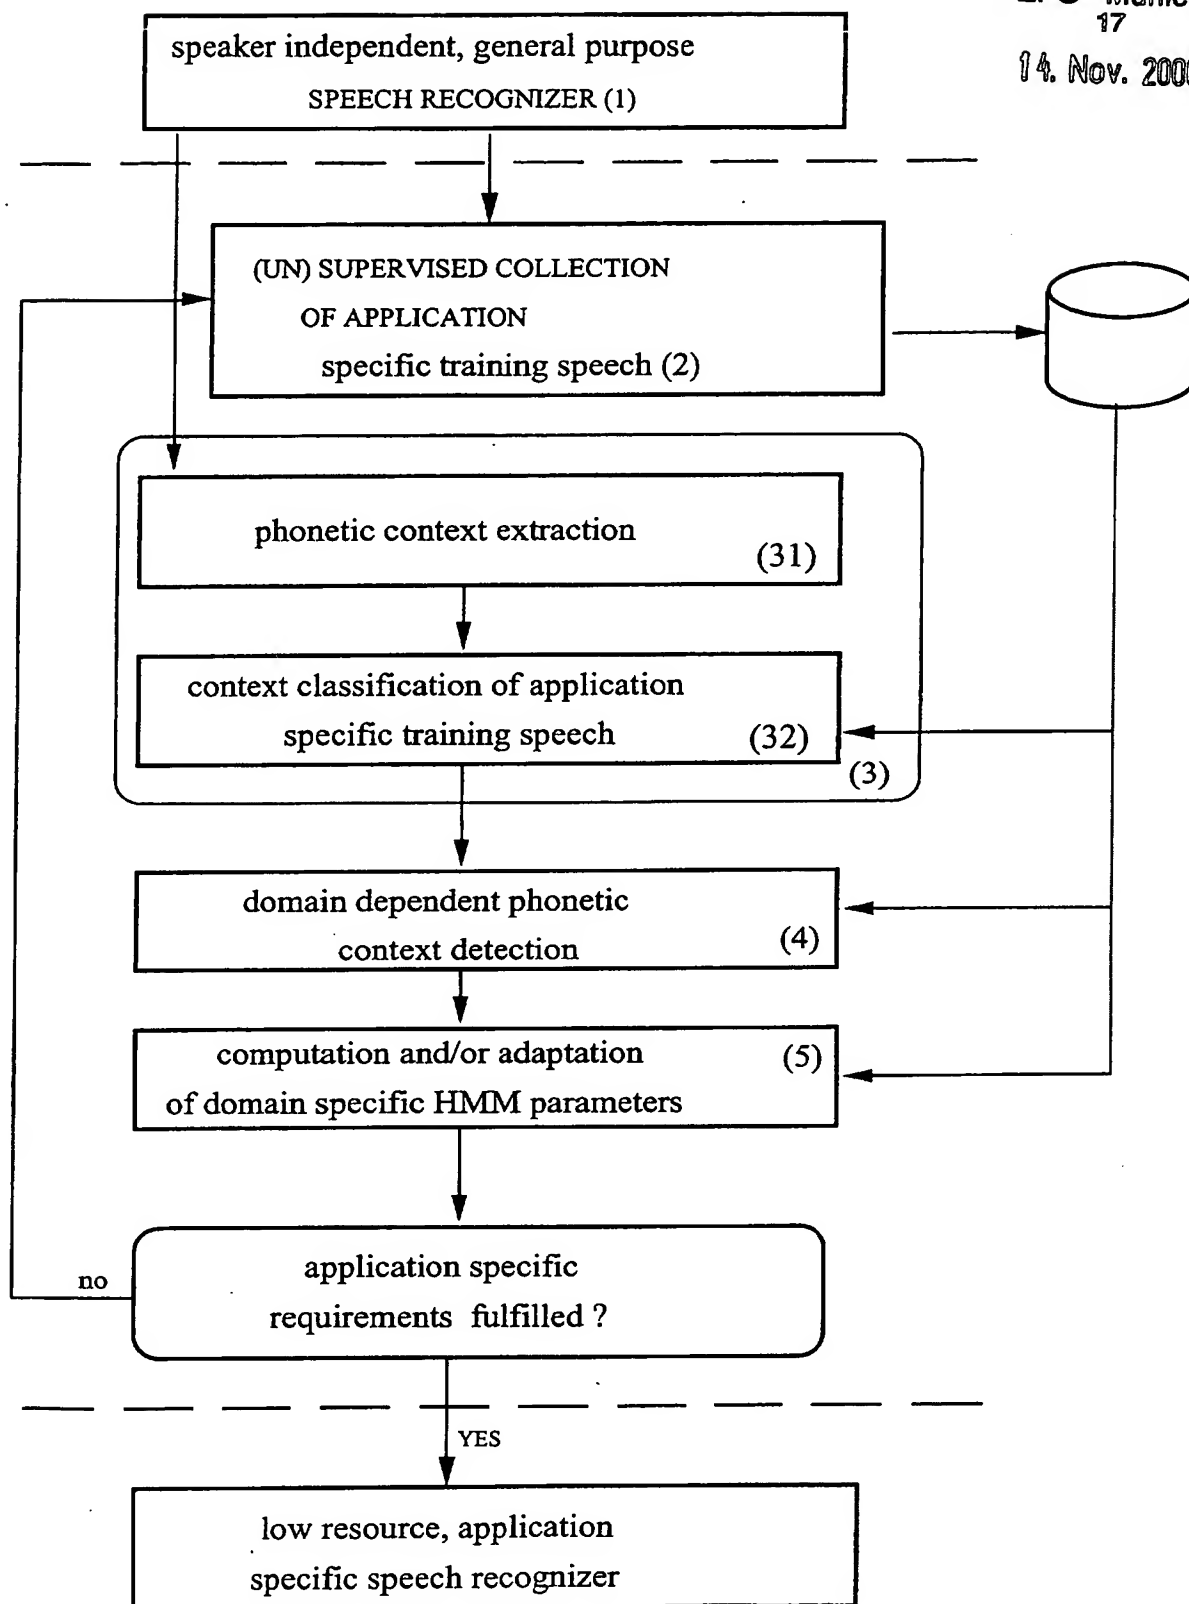 17
14. Nov.
speaker independent, general purpose
SPEECH RECOGNIZER (1)
(UN) SUPERVISED COLLECTION
OF APPLICATION
specific training speech (2)
phonetic context extraction
(31)
context classification of application
specific training speech (32)
(3)
domain dependent phonetic
context detection (4)
computation and/or adaptation (5)
of domain specific HMM parameters
application specific
requirements fulfilled ?
no
YES
low resource, application
specific speech recognizer